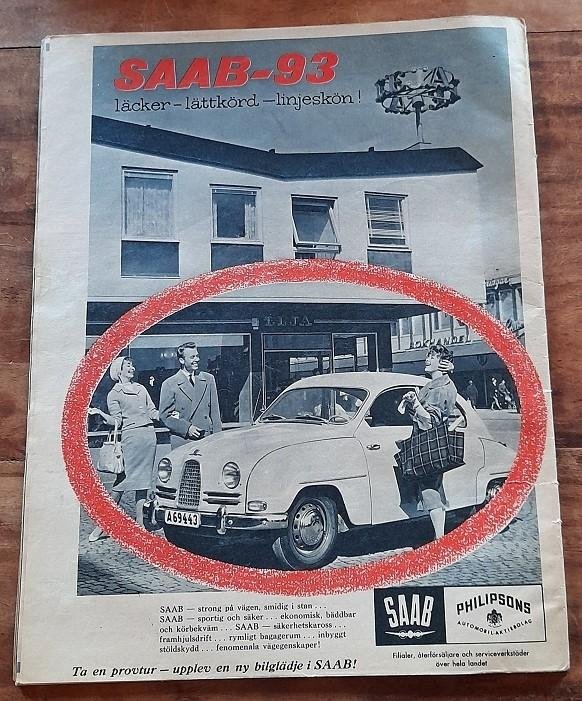 SAAB-93
läcker – lättkörd – linjeskön!
LIJA
BOKHANDEL
A69443
SAAB — strong på vägen, smidig i stan . . .
SAAB — sportig och säker . . . ekonomisk, bäddbar
och körbekväm . . . SAAB — säkerhetskaross . . .
framhjulsdrift . . . rymligt bagagerum . . . inbyggt
stöldskydd . . . fenomenala vägegenskaper!
Ta en provtur — upplev en ny bilglädje i SAAB!
SAAB
PHILIPSONS
AUTOMOBILAKTIEBOLAG
Filialer, återförsäljare och serviceverkstäder
över hela landet